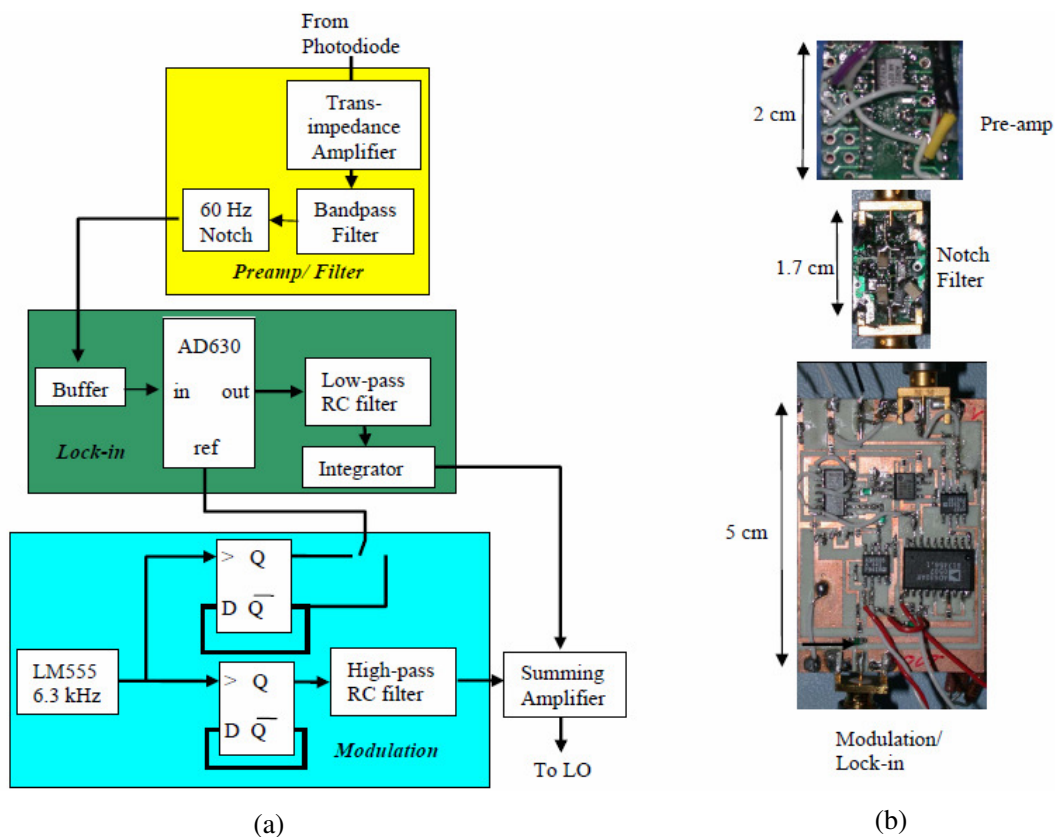 From
Photodiode
Trans-
impedance
Amplifier
60 Hz
Notch
Bandpass
Filter
Preamp/ Filter
AD630
in out
ref
Buffer
Low-pass
RC filter
Integrator
Lock-in
> Q
D Q
LM555
6.3 kHz
> Q
D Q
High-pass
RC filter
Modulation
Summing
Amplifier
To LO
(a)
2 cm
Pre-amp
1.7 cm
Notch
Filter
5 cm
Modulation/
Lock-in
(b)